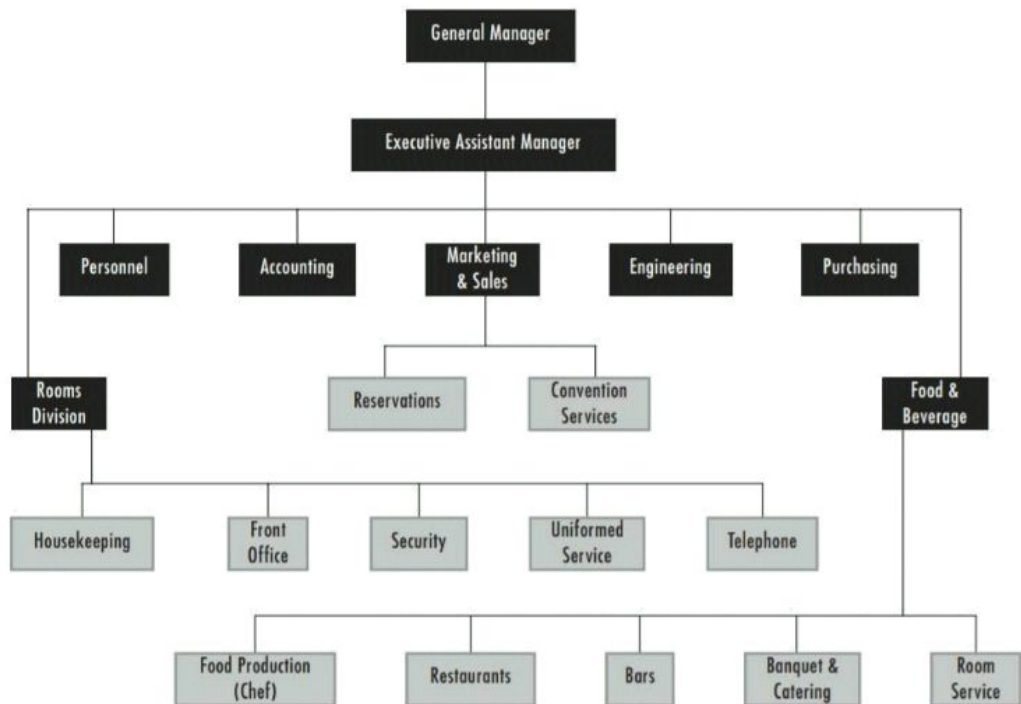 General Manager
Executive Assistant Manager
Personnel
Accounting
Marketing
& Sales
Engineering
Purchasing
Rooms
Division
Reservations
Convention
Services
Food &
Beverage
Housekeeping
Front
Office
Security
Uniformed
Service
Telephone
Food Production
(Chef)
Restaurants
Bars
Banquet &
Catering
Room
Service